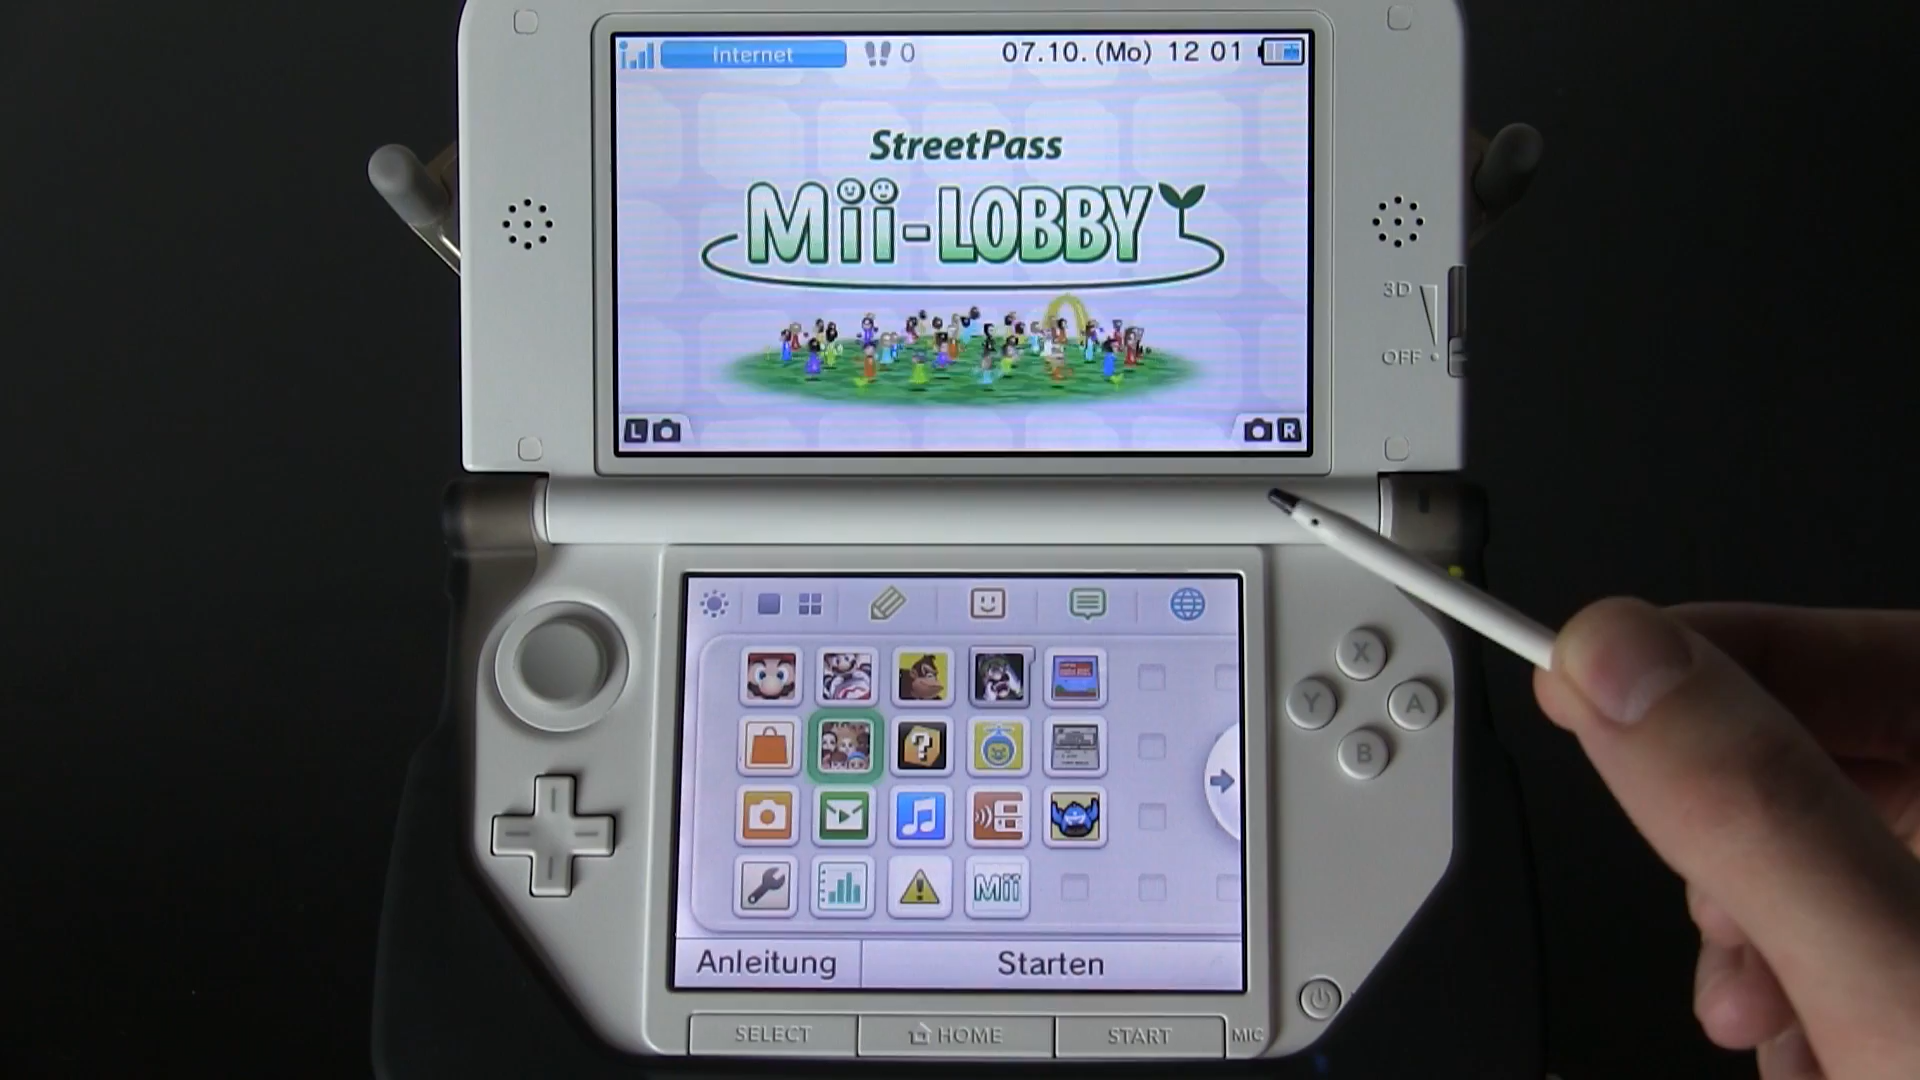 Internet 0 07.10. (Mo) 12 01
StreetPass
Mii-LOBBY
L R
3D
OFF
?
Mii
Anleitung Starten
X
Y A
B
SELECT HOME START MIC